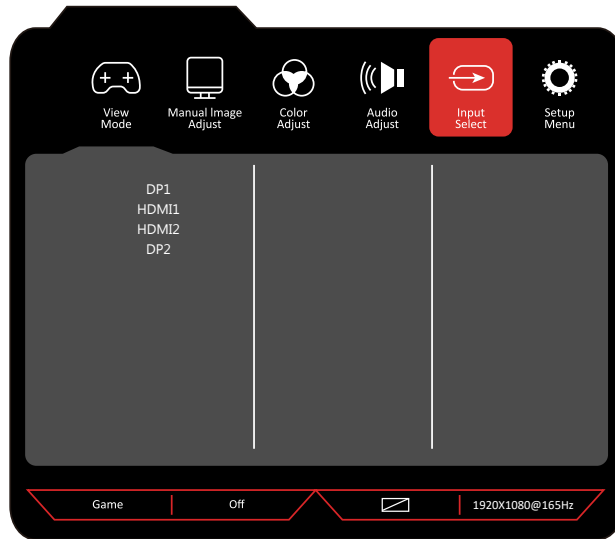 View
Mode
Manual Image
Adjust
Color
Adjust
Audio
Adjust
Input
Select
Setup
Menu
DP1
HDMI1
HDMI2
DP2
Game
Off
1920X1080@165Hz